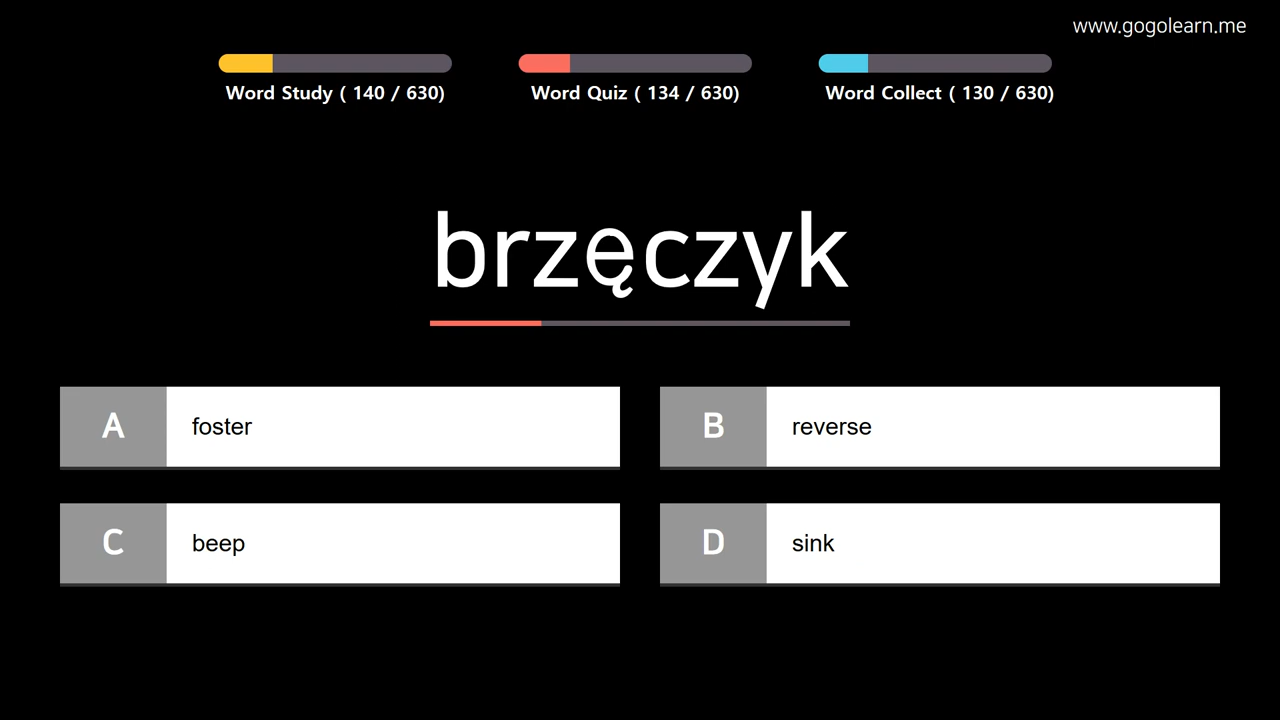 www.gogolearn.me
Word Study ( 140 / 630)
Word Quiz ( 134 / 630)
Word Collect ( 130 / 630)
brzęczyk
A foster
B reverse
C beep
D sink